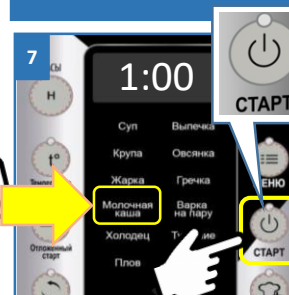 7
1:00
СТАРТ
Н
Суп
Выпечка
t°
Крупа
Овсянка
Жарка
Гречка
Молочная
каша
Варка
на пару
Отложенный
старт
Холодец
СТАРТ
Плов